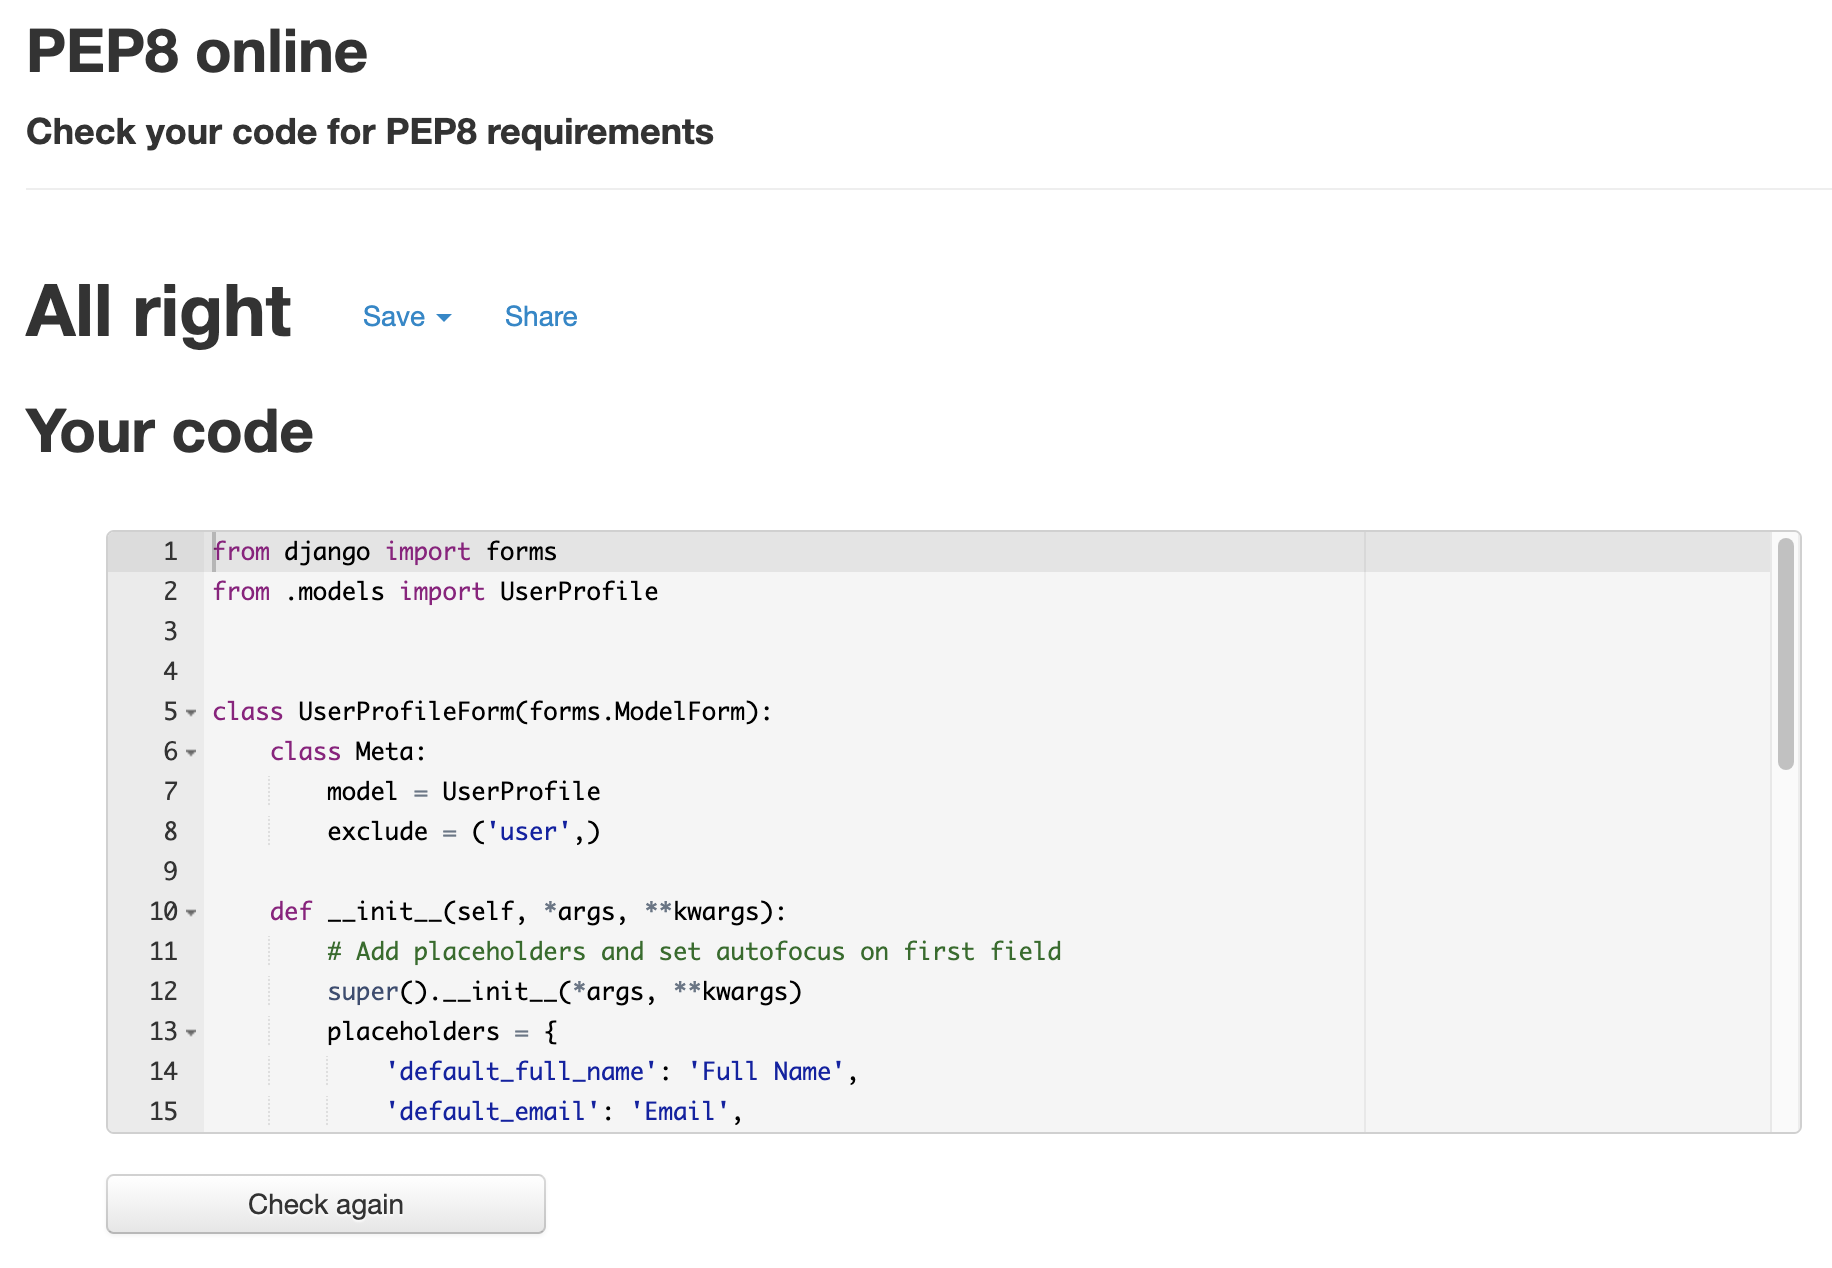 PEP8 online
Check your code for PEP8 requirements
All right Save Share
Your code
1 from django import forms
2 from .models import UserProfile
3
4
5 class UserProfileForm(forms.ModelForm):
6     class Meta:
7         model = UserProfile
8         exclude = ('user',)
9
10     def __init__(self, *args, **kwargs):
11         # Add placeholders and set autofocus on first field
12         super().__init__(*args, **kwargs)
13         placeholders = {
14             'default_full_name': 'Full Name',
15             'default_email': 'Email',
Check again